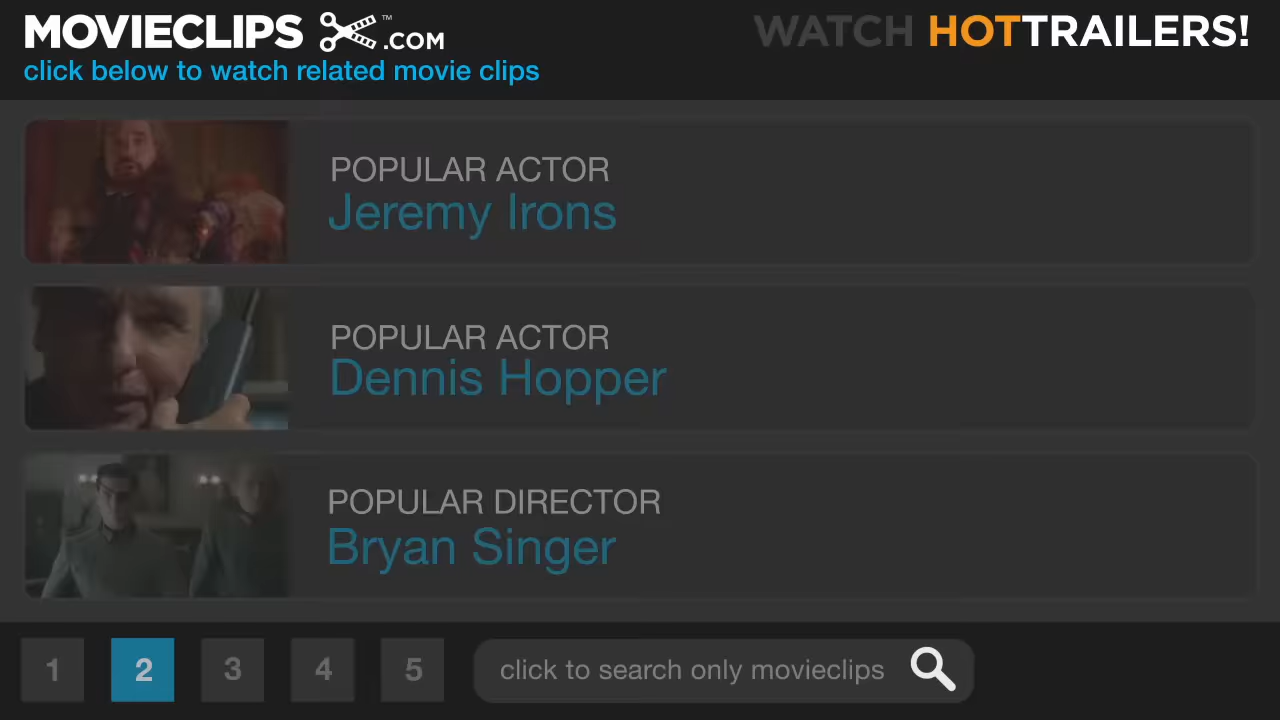 MOVIECLIPS ™ .COM
WATCH HOTTRAILERS!
click below to watch related movie clips
POPULAR ACTOR
Jeremy Irons
POPULAR ACTOR
Dennis Hopper
POPULAR DIRECTOR
Bryan Singer
1 2 3 4 5 click to search only movieclips